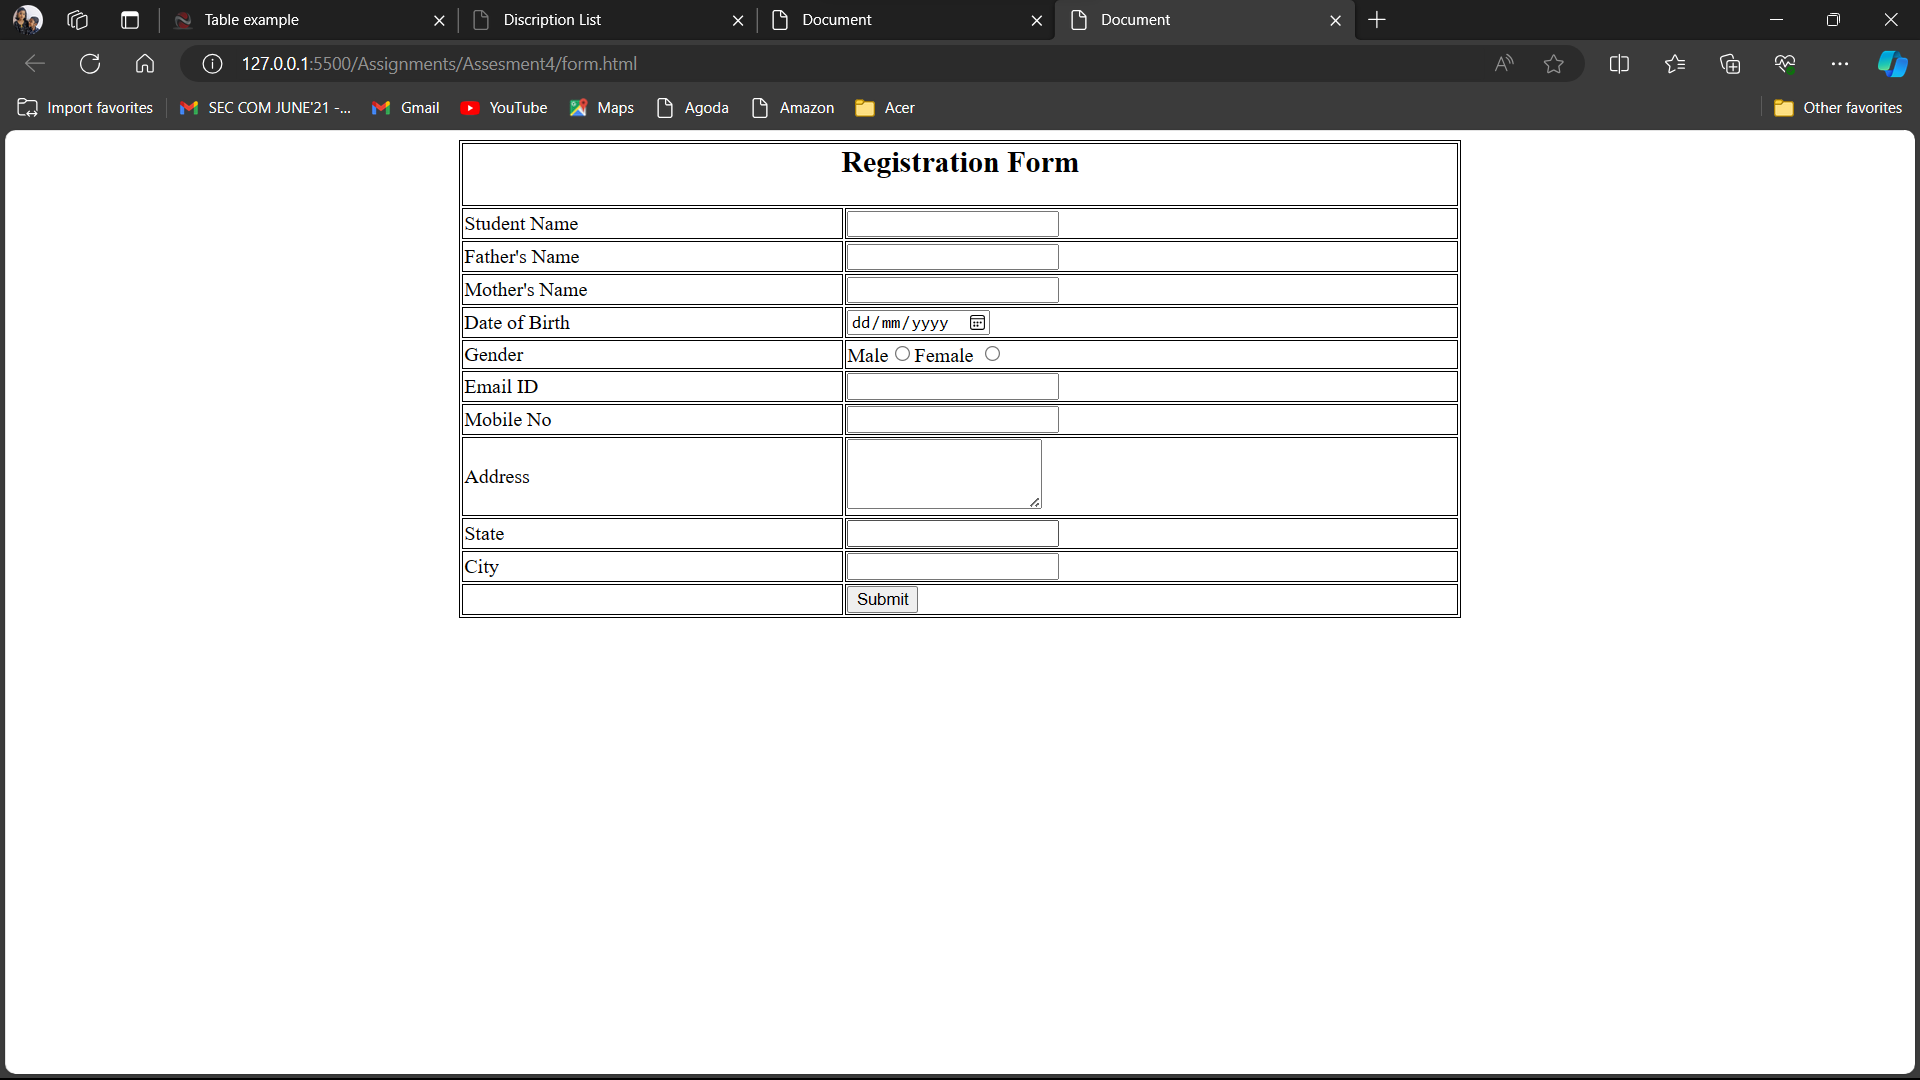 Table example
Discription List
Document
Document
127.0.0.1:5500/Assignments/Assesment4/form.html
Import favorites
SEC COM JUNE'21 -...
Gmail
YouTube
Maps
Agoda
Amazon
Acer
Other favorites
Registration Form
Student Name
Father's Name
Mother's Name
Date of Birth dd/mm/yyyy
Gender Male Female
Email ID
Mobile No
Address
State
City
Submit